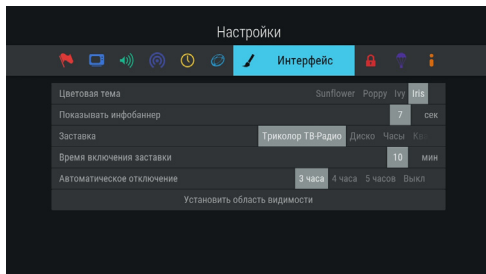 Настройки
Интерфейс
Цветовая тема Sunflower Poppy Ivy Iris
Показывать инфобаннер 7 сек
Заставка Триколор ТВ-Радио Диско Часы
Время включения заставки 10 мин
Автоматическое отключение 3 часа 4 часа 5 часов Выкл
Установить область видимости